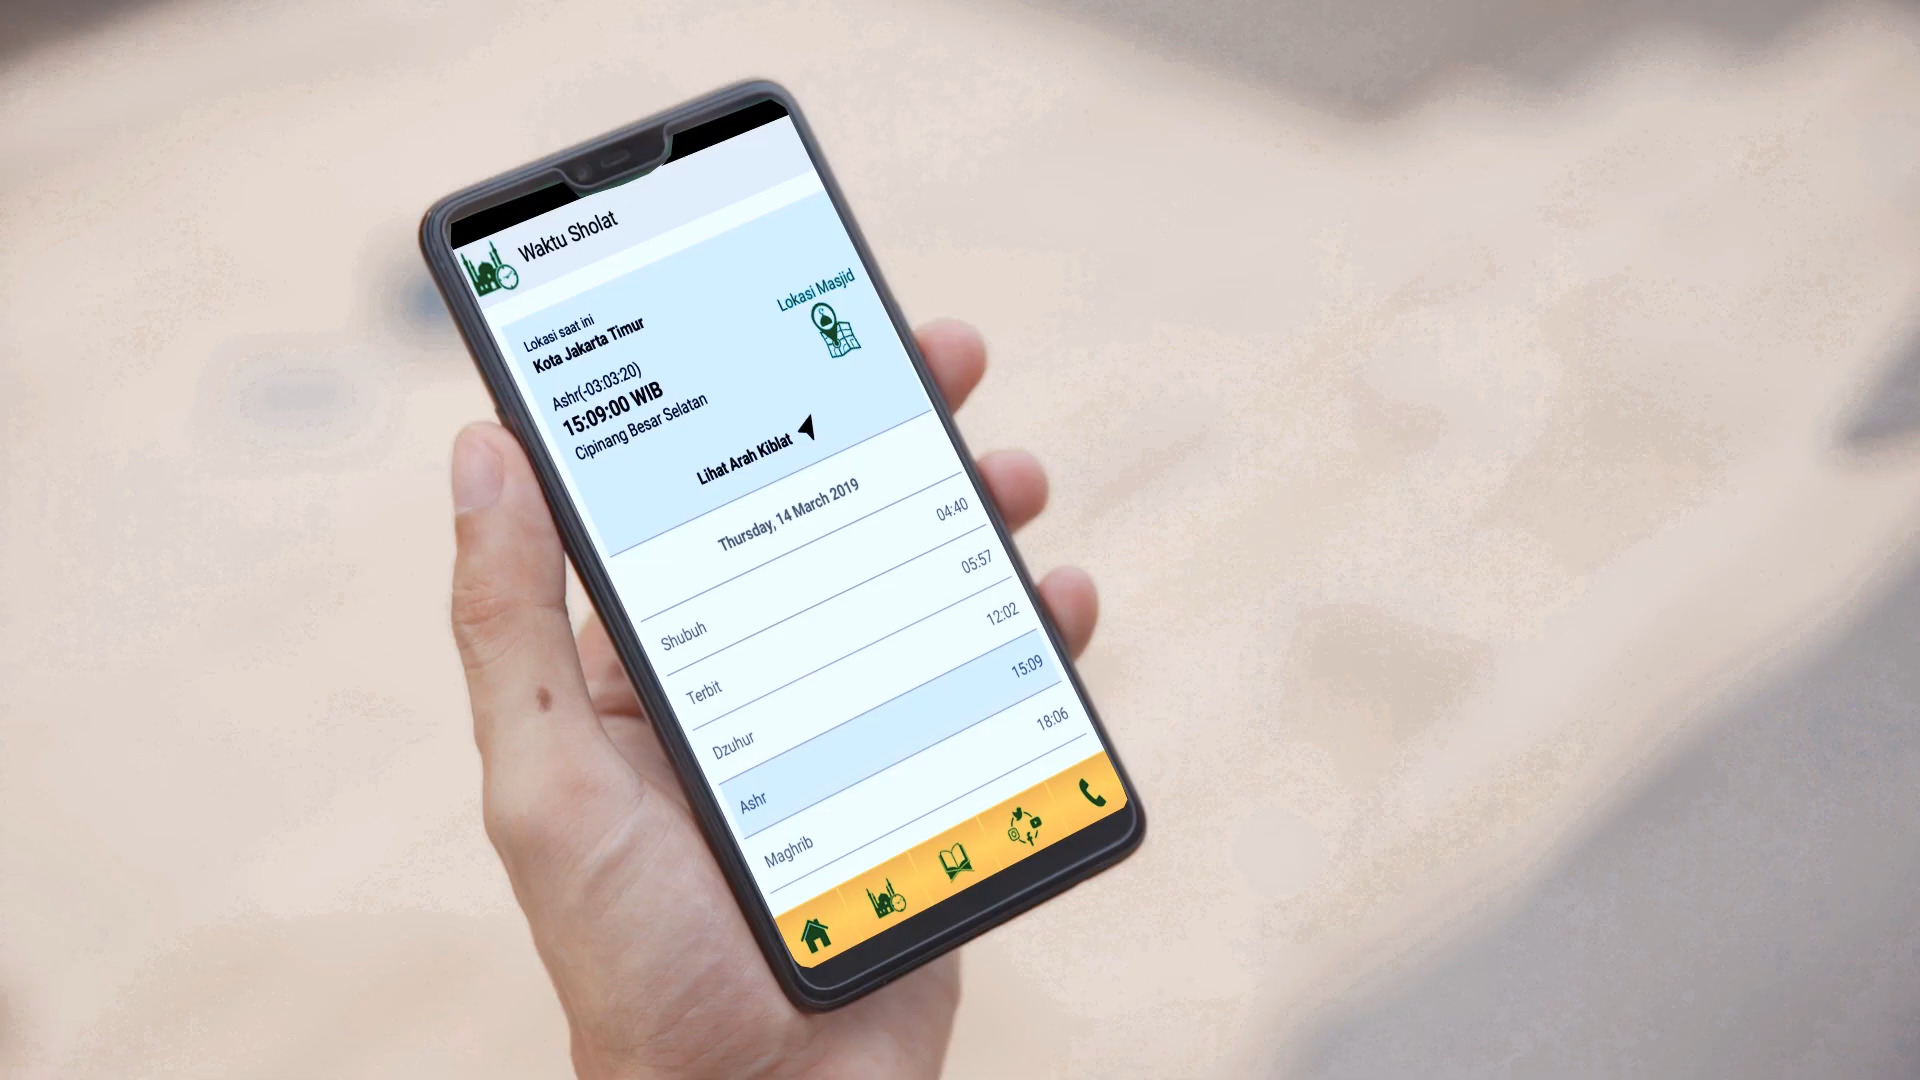 Waktu Sholat
Lokasi saat ini
Kota Jakarta Timur
Lokasi Masjid
Ashr(-03:03:20)
15:09:00 WIB
Cipinang Besar Selatan
Lihat Arah Kiblat
Thursday, 14 March 2019
Shubuh 04:40
Terbit 05:57
Dzuhur 12:02
Ashr 15:09
Maghrib 18:06